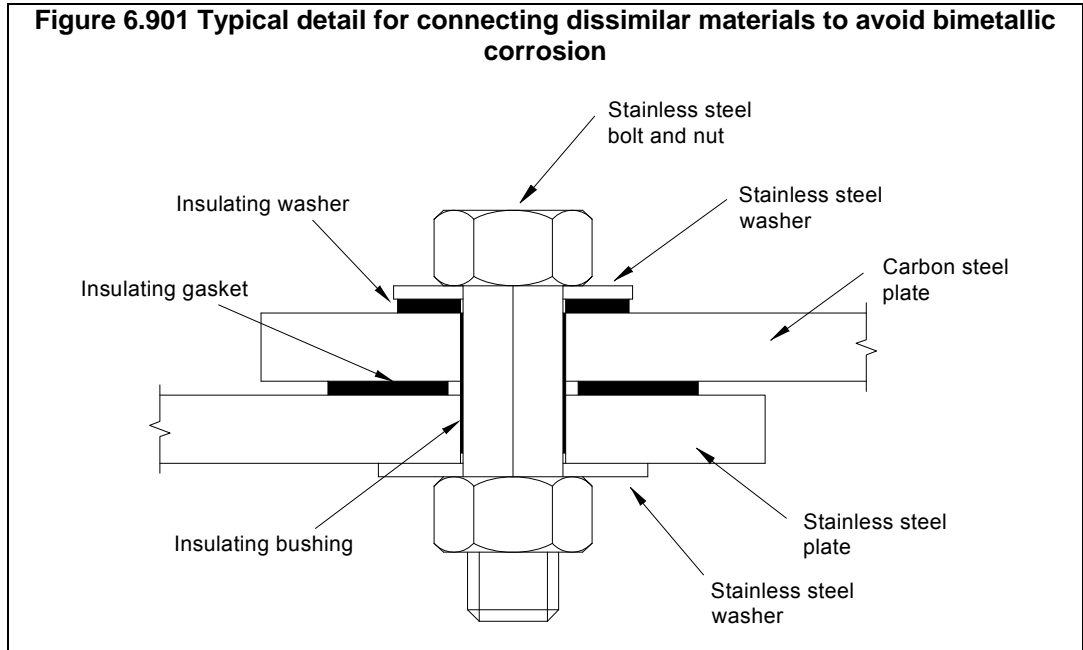 Figure 6.901 Typical detail for connecting dissimilar materials to avoid bimetallic
corrosion
Stainless steel
bolt and nut
Insulating washer
Stainless steel
washer
Carbon steel
plate
Insulating gasket
Insulating bushing
Stainless steel
plate
Stainless steel
washer